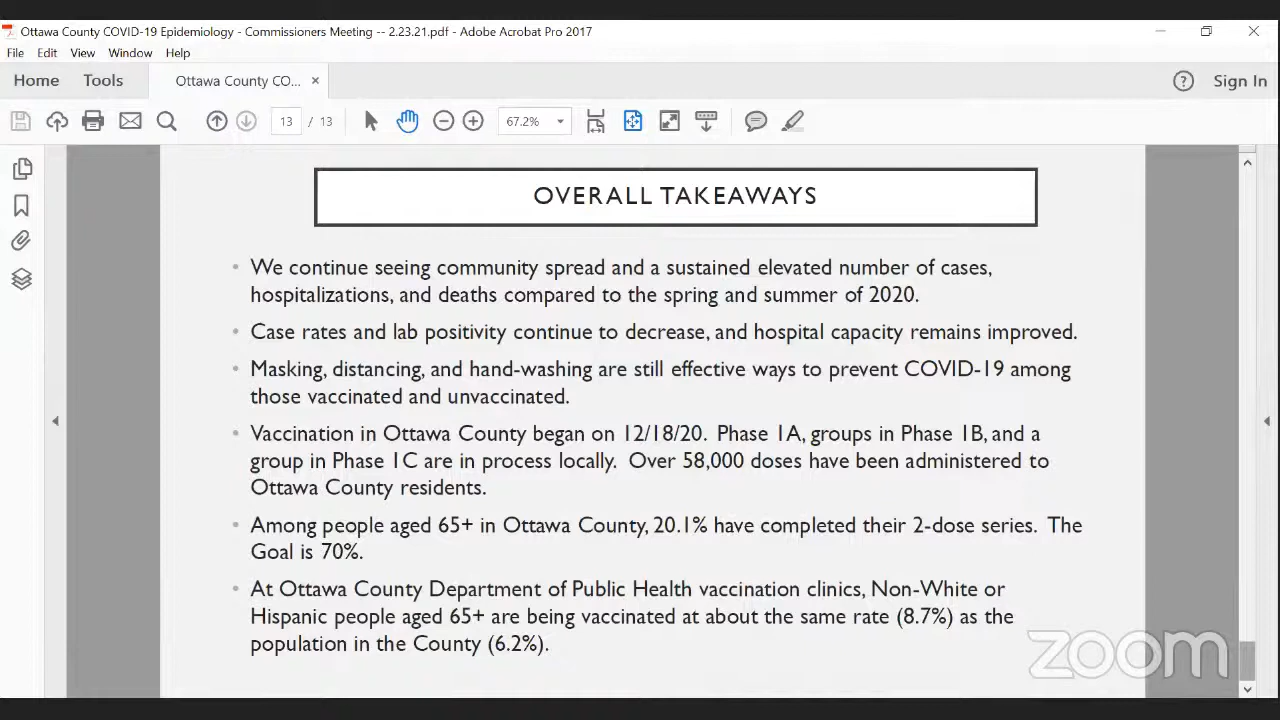 Ottawa County COVID-19 Epidemiology - Commissioners Meeting -- 2.23.21.pdf - Adobe Acrobat Pro 2017
File Edit View Window Help
Home Tools Ottawa County CO... × Sign In
13 / 13 67.2%
OVERALL TAKEAWAYS
• We continue seeing community spread and a sustained elevated number of cases,
hospitalizations, and deaths compared to the spring and summer of 2020.
• Case rates and lab positivity continue to decrease, and hospital capacity remains improved.
• Masking, distancing, and hand-washing are still effective ways to prevent COVID-19 among
those vaccinated and unvaccinated.
• Vaccination in Ottawa County began on 12/18/20. Phase 1A, groups in Phase 1B, and a
group in Phase 1C are in process locally. Over 58,000 doses have been administered to
Ottawa County residents.
• Among people aged 65+ in Ottawa County, 20.1% have completed their 2-dose series. The
Goal is 70%.
• At Ottawa County Department of Public Health vaccination clinics, Non-White or
Hispanic people aged 65+ are being vaccinated at about the same rate (8.7%) as the
population in the County (6.2%).
zoom